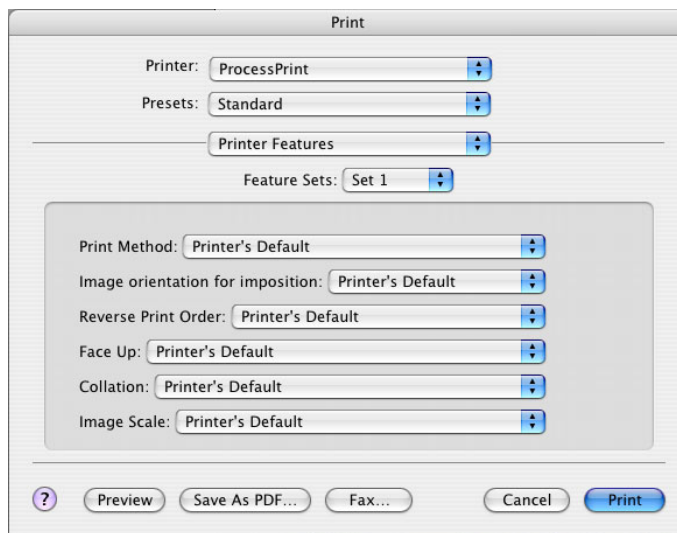 Print
Printer: ProcessPrint
Presets: Standard
Printer Features
Feature Sets: Set 1
Print Method: Printer's Default
Image orientation for imposition: Printer's Default
Reverse Print Order: Printer's Default
Face Up: Printer's Default
Collation: Printer's Default
Image Scale: Printer's Default
? Preview Save As PDF... Fax... Cancel Print